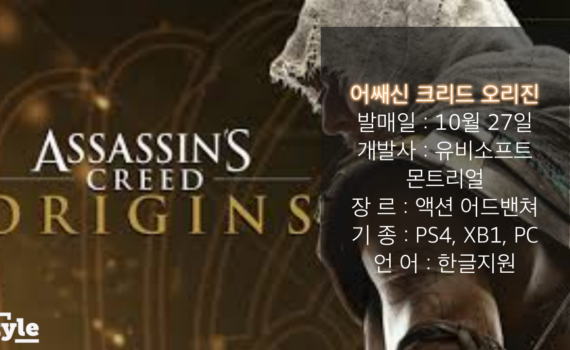 ASSASSIN'S
CREED
ORIGINS
어쌔신 크리드 오리진
발매일 : 10월 27일
개발사 : 유비소프트
몬트리얼
장 르 : 액션 어드밴쳐
기 종 : PS4, XB1, PC
언 어 : 한글지원
yle